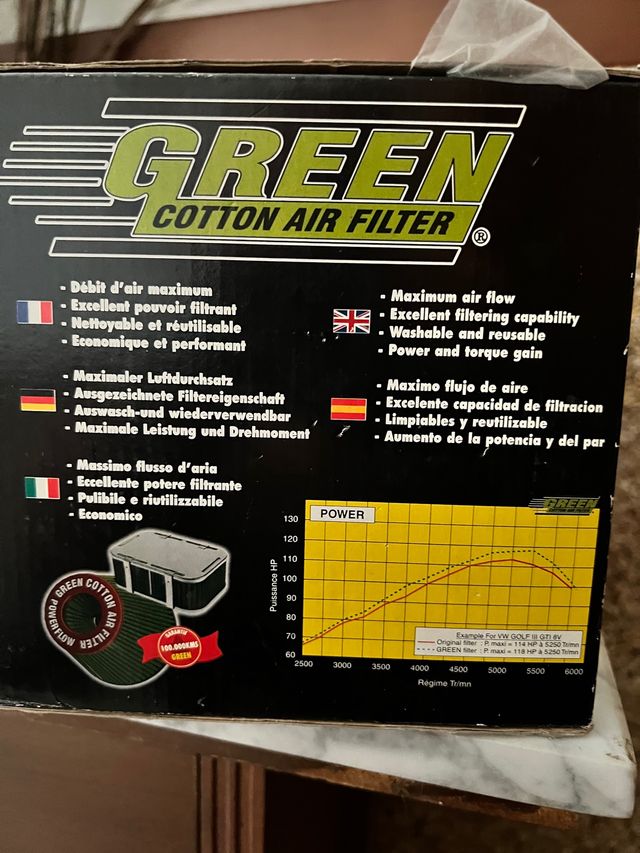 GREEN
COTTON AIR FILTER
®
- Débit d'air maximum
- Excellent pouvoir filtrant
- Nettoyable et réutilisable
- Economique et performant
- Maximum air flow
- Excellent filtering capability
- Washable and reusable
- Power and torque gain
- Maximaler Luftdurchsatz
- Ausgezeichnete Filtereigenschaft
- Auswasch-und wiederverwendbar
- Maximale Leistung und Drehmoment
- Maximo flujo de aire
- Excelente capacidad de filtracion
- Limpiables y reutilizable
- Aumento de la potencia y del par
- Massimo flusso d'aria
- Eccellente potere filtrante
- Pulibile e riutilizzabile
- Economico
GREEN COTTON AIR FILTER
POWERFLOW
GARANTIE
100.000KMS
GREEN
GREEN
POWER
Puissance HP
130
120
110
100
90
80
70
60
Example For VW GOLF III GTI 8V
Original filter : P. maxi = 114 HP à 5250 Tr/mn
GREEN filter : P. maxi = 118 HP à 5250 Tr/mn
2500 3000 3500 4000 4500 5000 5500 6000
Régime Tr/mn